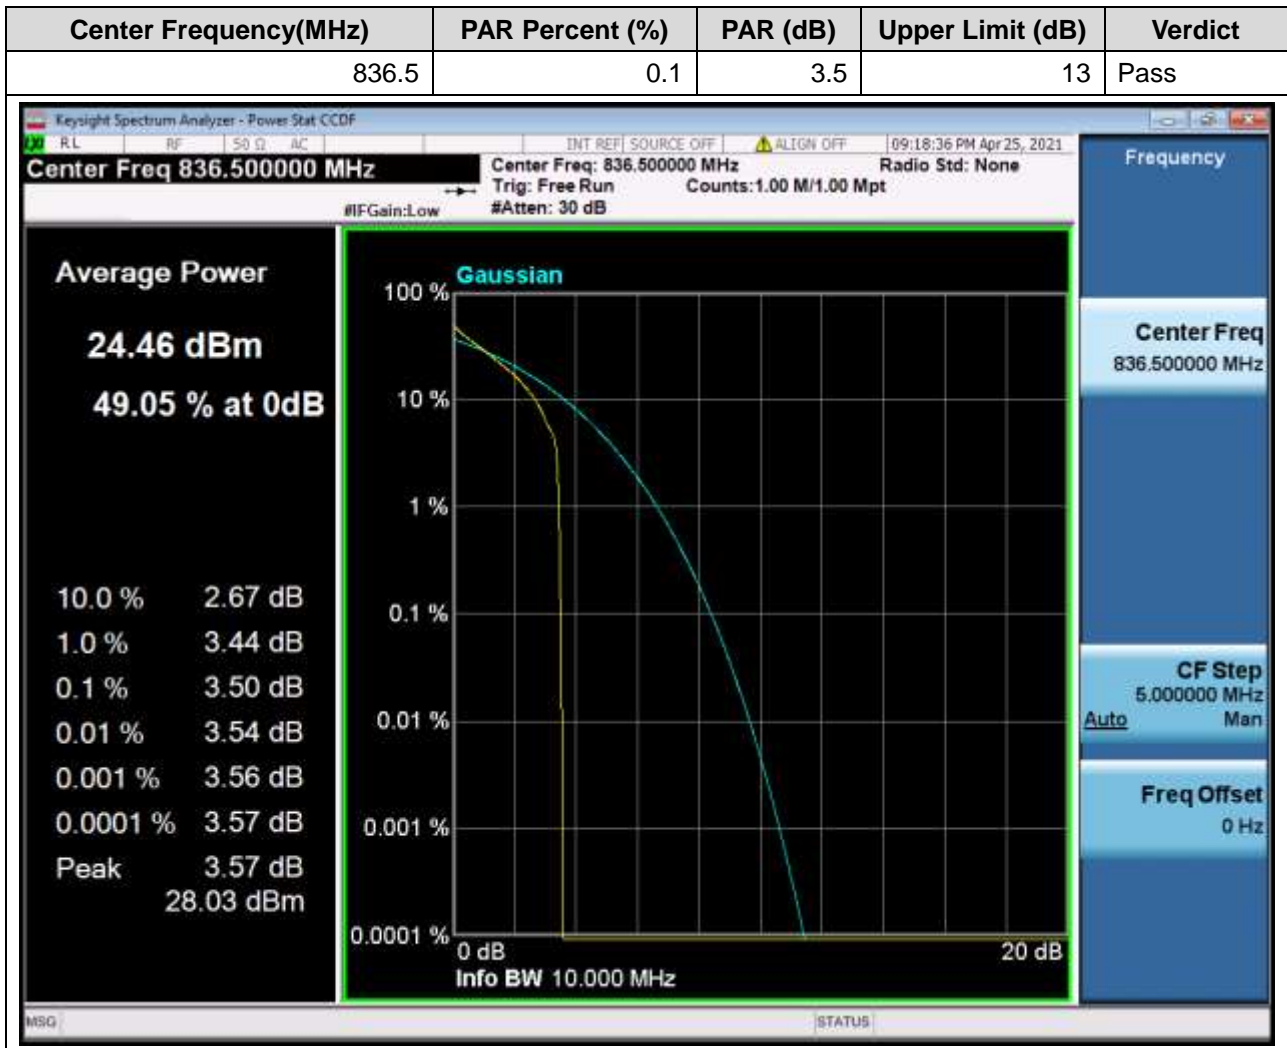 Center Frequency(MHz) PAR Percent (%) PAR (dB) Upper Limit (dB) Verdict
836.5 0.1 3.5 13 Pass
Keysight Spectrum Analyzer - Power Stat CCDF
RL RF 50 Ω AC INT REF SOURCE OFF ALIGN OFF 09:18:36 PM Apr 25, 2021
Center Freq 836.500000 MHz
Center Freq: 836.500000 MHz Radio Std: None
Trig: Free Run Counts:1.00 M/1.00 Mpt
#IFGain:Low #Atten: 30 dB
Frequency
Average Power
24.46 dBm
49.05 % at 0dB
10.0 % 2.67 dB
1.0 % 3.44 dB
0.1 % 3.50 dB
0.01 % 3.54 dB
0.001 % 3.56 dB
0.0001 % 3.57 dB
Peak 3.57 dB
28.03 dBm
Gaussian
100 %
10 %
1 %
0.1 %
0.01 %
0.001 %
0.0001 %
0 dB 20 dB
Info BW 10.000 MHz
Center Freq
836.500000 MHz
CF Step
5.000000 MHz
Auto Man
Freq Offset
0 Hz
MSG STATUS